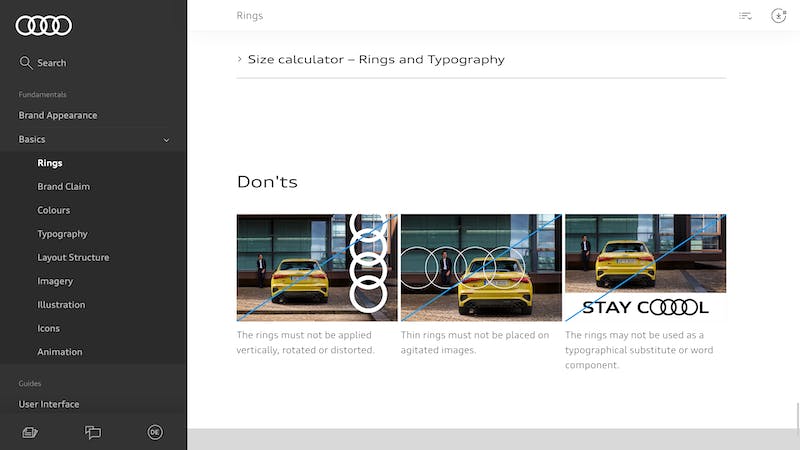 Rings
Search
Size calculator – Rings and Typography
Fundamentals
Brand Appearance
Basics
Rings
Brand Claim
Colours
Typography
Layout Structure
Imagery
Illustration
Icons
Animation
Guides
User Interface
DE
Don'ts
STAY COOOOL
The rings must not be applied
vertically, rotated or distorted.
Thin rings must not be placed on
agitated images.
The rings may not be used as a
typographical substitute or word
component.